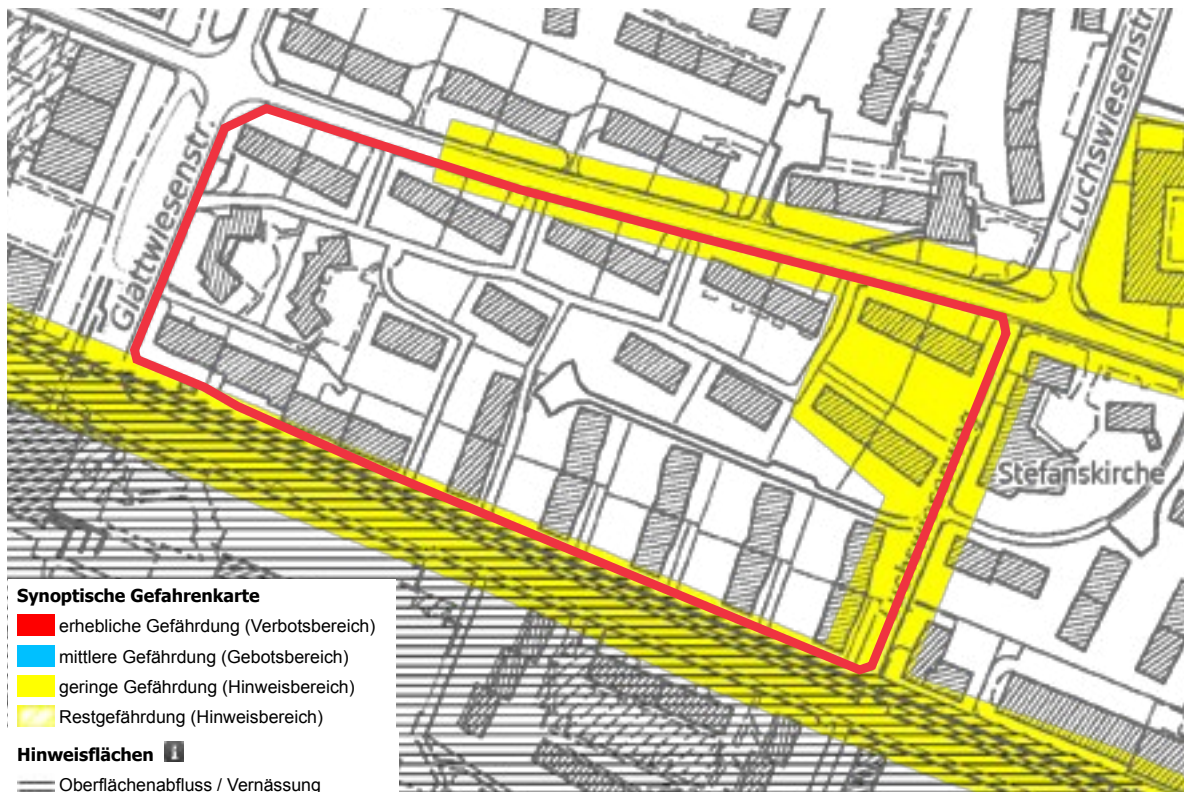 Luchswiesenstr.
Glattwiesenstr.
Stefanskirche
Synoptische Gefahrenkarte
erhebliche Gefährdung (Verbotsbereich)
mittlere Gefährdung (Gebotsbereich)
geringe Gefährdung (Hinweisbereich)
Restgefährdung (Hinweisbereich)
Hinweisflächen i
Oberflächenabfluss / Vernässung